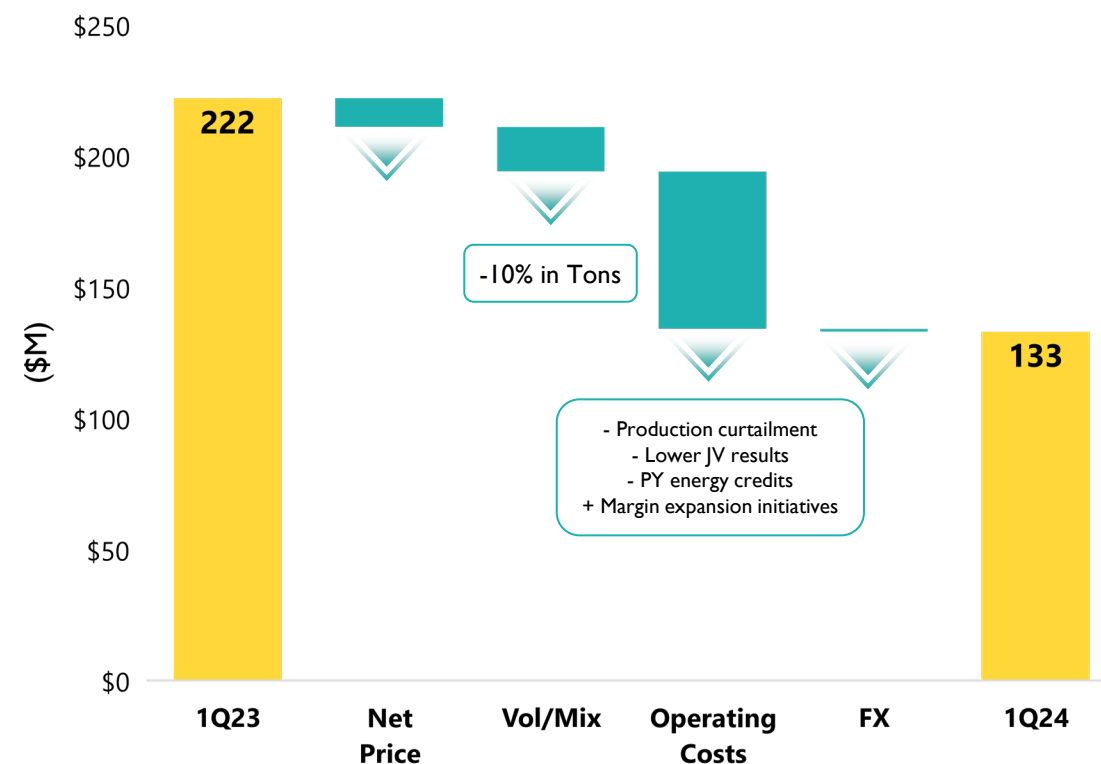 $250
$200
$150
$100
$50
$0
($M)
222
-10% in Tons
- Production curtailment
- Lower JV results
- PY energy credits
+ Margin expansion initiatives
133
1Q23
Net
Price
Vol/Mix
Operating
Costs
FX
1Q24